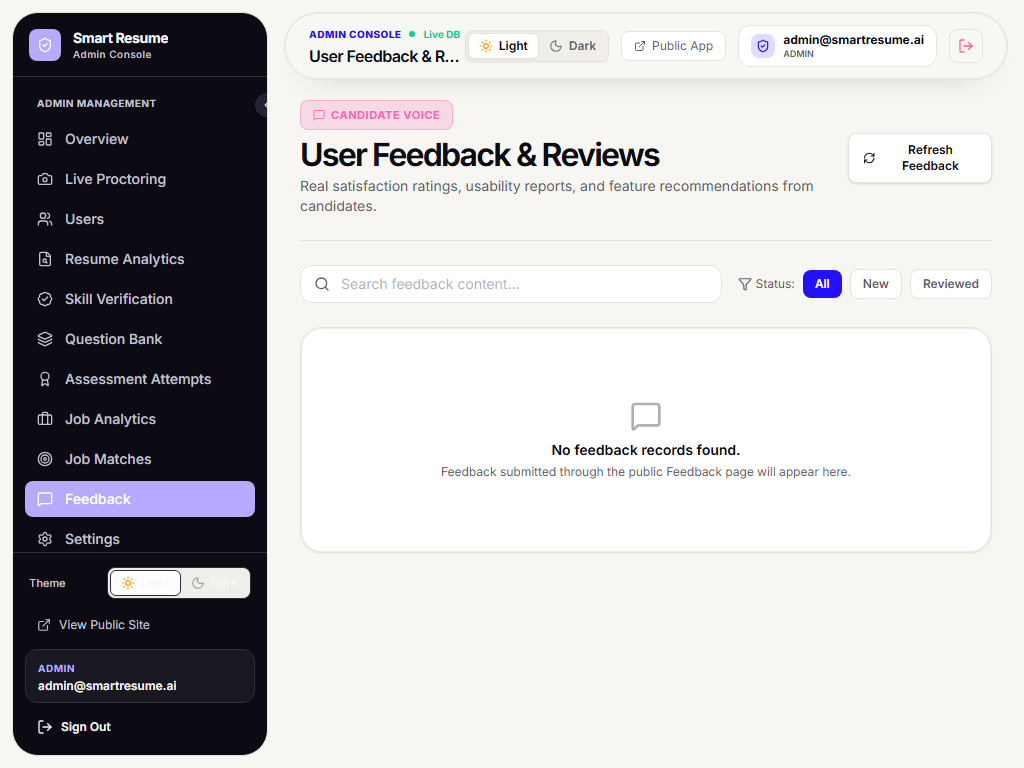 Smart Resume
Admin Console
ADMIN MANAGEMENT
Overview
Live Proctoring
Users
Resume Analytics
Skill Verification
Question Bank
Assessment Attempts
Job Analytics
Job Matches
Feedback
Settings
Theme
Light
Dark
View Public Site
ADMIN
admin@smartresume.ai
Sign Out
ADMIN CONSOLE
Live DB
User Feedback & R...
Light
Dark
Public App
admin@smartresume.ai
ADMIN
CANDIDATE VOICE
User Feedback & Reviews
Real satisfaction ratings, usability reports, and feature recommendations from
candidates.
Refresh
Feedback
Search feedback content...
Status:
All
New
Reviewed
No feedback records found.
Feedback submitted through the public Feedback page will appear here.